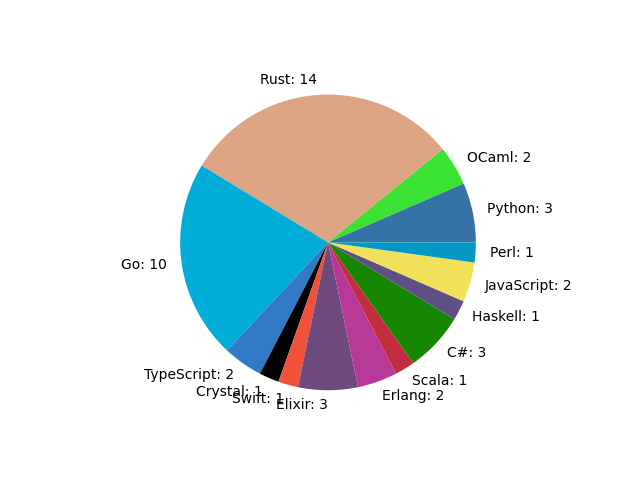 Rust: 14
OCaml: 2
Python: 3
Perl: 1
Go: 10
JavaScript: 2
Haskell: 1
C#: 3
TypeScript: 2
Scala: 1
Crystal: 1
Erlang: 2
Swift: 1
Elixir: 3